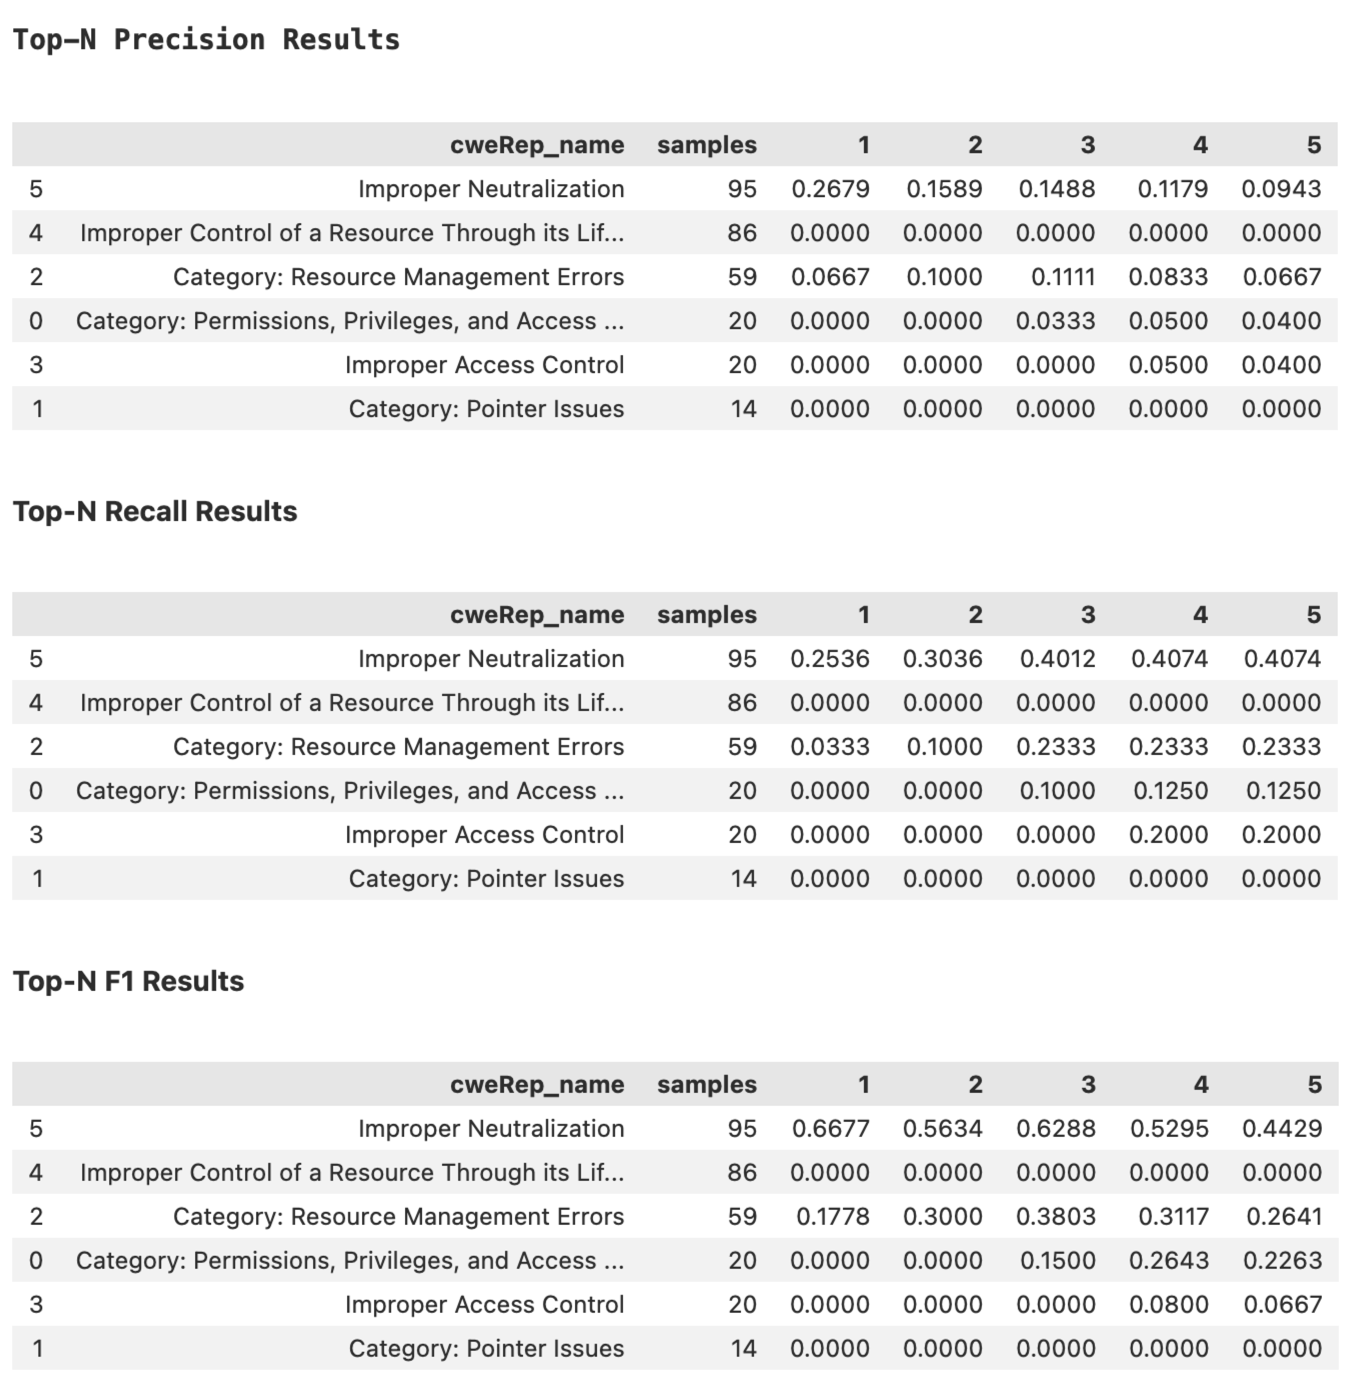 Top-N Precision Results
cweRep_name samples 1 2 3 4 5
5 Improper Neutralization 95 0.2679 0.1589 0.1488 0.1179 0.0943
4 Improper Control of a Resource Through its Lif... 86 0.0000 0.0000 0.0000 0.0000 0.0000
2 Category: Resource Management Errors 59 0.0667 0.1000 0.1111 0.0833 0.0667
0 Category: Permissions, Privileges, and Access ... 20 0.0000 0.0000 0.0333 0.0500 0.0400
3 Improper Access Control 20 0.0000 0.0000 0.0000 0.0500 0.0400
1 Category: Pointer Issues 14 0.0000 0.0000 0.0000 0.0000 0.0000
Top-N Recall Results
cweRep_name samples 1 2 3 4 5
5 Improper Neutralization 95 0.2536 0.3036 0.4012 0.4074 0.4074
4 Improper Control of a Resource Through its Lif... 86 0.0000 0.0000 0.0000 0.0000 0.0000
2 Category: Resource Management Errors 59 0.0333 0.1000 0.2333 0.2333 0.2333
0 Category: Permissions, Privileges, and Access ... 20 0.0000 0.0000 0.1000 0.1250 0.1250
3 Improper Access Control 20 0.0000 0.0000 0.0000 0.2000 0.2000
1 Category: Pointer Issues 14 0.0000 0.0000 0.0000 0.0000 0.0000
Top-N F1 Results
cweRep_name samples 1 2 3 4 5
5 Improper Neutralization 95 0.6677 0.5634 0.6288 0.5295 0.4429
4 Improper Control of a Resource Through its Lif... 86 0.0000 0.0000 0.0000 0.0000 0.0000
2 Category: Resource Management Errors 59 0.1778 0.3000 0.3803 0.3117 0.2641
0 Category: Permissions, Privileges, and Access ... 20 0.0000 0.0000 0.1500 0.2643 0.2263
3 Improper Access Control 20 0.0000 0.0000 0.0000 0.0800 0.0667
1 Category: Pointer Issues 14 0.0000 0.0000 0.0000 0.0000 0.0000